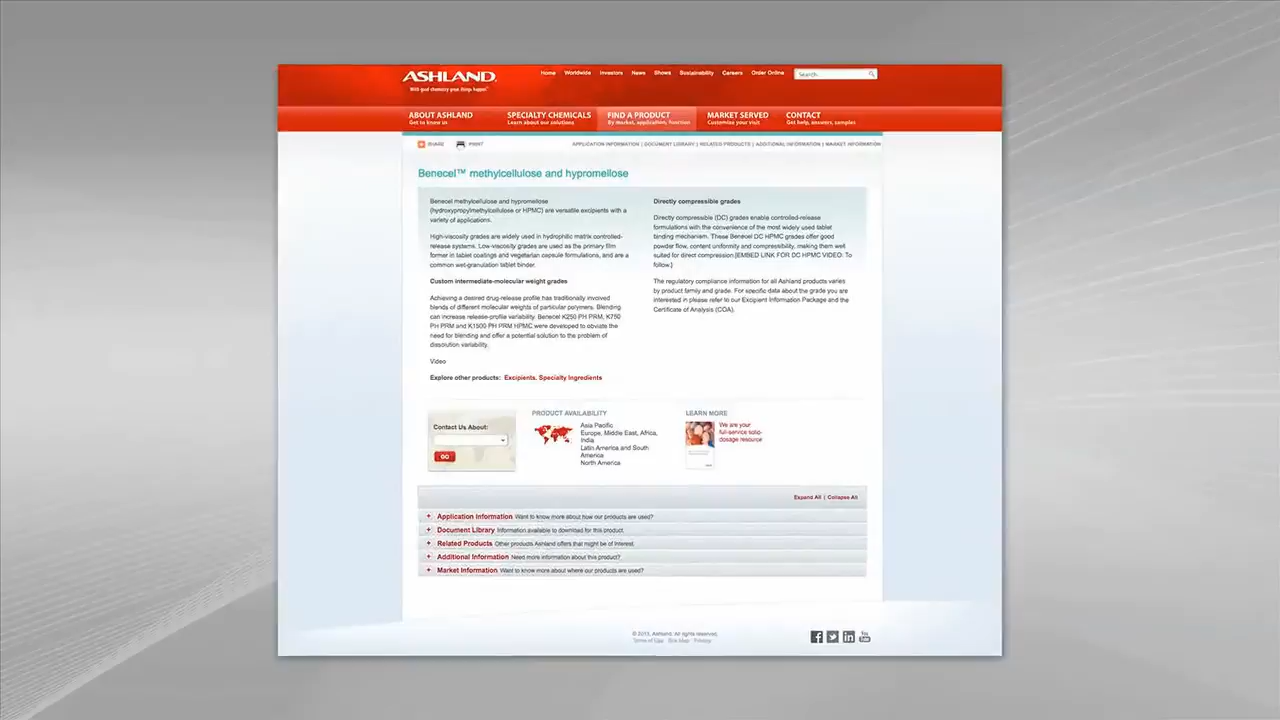 ASHLAND.
With good chemistry great things happen™
Home Worldwide Investors News Shows Sustainability Careers Order Online
Search
ABOUT ASHLAND
Get to know us
SPECIALTY CHEMICALS
Learn about our solutions
FIND A PRODUCT
By market, application, function
MARKET SERVED
Customize your visit
CONTACT
Get help, answers, samples
SHARE PRINT
APPLICATION INFORMATION | DOCUMENT LIBRARY | RELATED PRODUCTS | ADDITIONAL INFORMATION | MARKET INFORMATION
Benecel™ methylcellulose and hypromellose
Benecel methylcellulose and hypromellose
(hydroxypropylmethylcellulose or HPMC) are versatile excipients with a
variety of applications.
High-viscosity grades are widely used in hydrophilic matrix controlled-
release systems. Low-viscosity grades are used as the primary film
former in tablet coatings and vegetarian capsule formulations, and are a
common wet-granulation tablet binder.
Custom intermediate-molecular weight grades
Achieving a desired drug-release profile has traditionally involved
blends of different molecular weights of particular polymers. Blending
can increase release-profile variability. Benecel K250 PH PRM, K750
PH PRM and K1500 PH PRM HPMC were developed to obviate the
need for blending and offer a potential solution to the problem of
dissolution variability.
Video
Explore other products: Excipients, Specialty Ingredients
Directly compressible grades
Directly compressible (DC) grades enable controlled-release
formulations with the convenience of the most widely used tablet
binding mechanism. These Benecel DC HPMC grades offer good
powder flow, content uniformity and compressibility, making them well
suited for direct compression.[EMBED LINK FOR DC HPMC VIDEO: To
follow.]
The regulatory compliance information for all Ashland products varies
by product family and grade. For specific data about the grade you are
interested in please refer to our Excipient Information Package and the
Certificate of Analysis (COA).
Contact Us About:
GO
PRODUCT AVAILABILITY
Asia Pacific
Europe, Middle East, Africa,
India
Latin America and South
America
North America
LEARN MORE
We are your
full-service solid-
dosage resource
Expand All | Collapse All
+ Application Information Want to know more about how our products are used?
+ Document Library Information available to download for this product.
+ Related Products Other products Ashland offers that might be of interest.
+ Additional Information Need more information about this product?
+ Market Information Want to know more about where our products are used?
© 2013, Ashland. All rights reserved.
Terms of Use Site Map Privacy
You
Tube